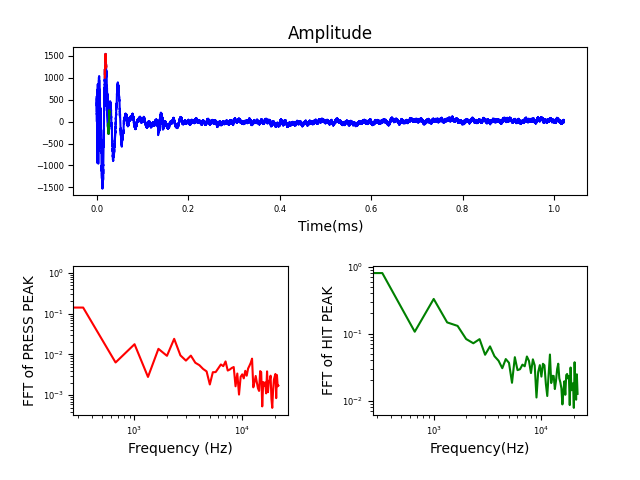 Amplitude
1500
1000
500
0
−500
−1000
−1500
0.0 0.2 0.4 0.6 0.8 1.0
Time(ms)
FFT of PRESS PEAK
10⁰
10⁻¹
10⁻²
10⁻³
10³ 10⁴
Frequency (Hz)
FFT of HIT PEAK
10⁰
10⁻¹
10⁻²
10³ 10⁴
Frequency(Hz)